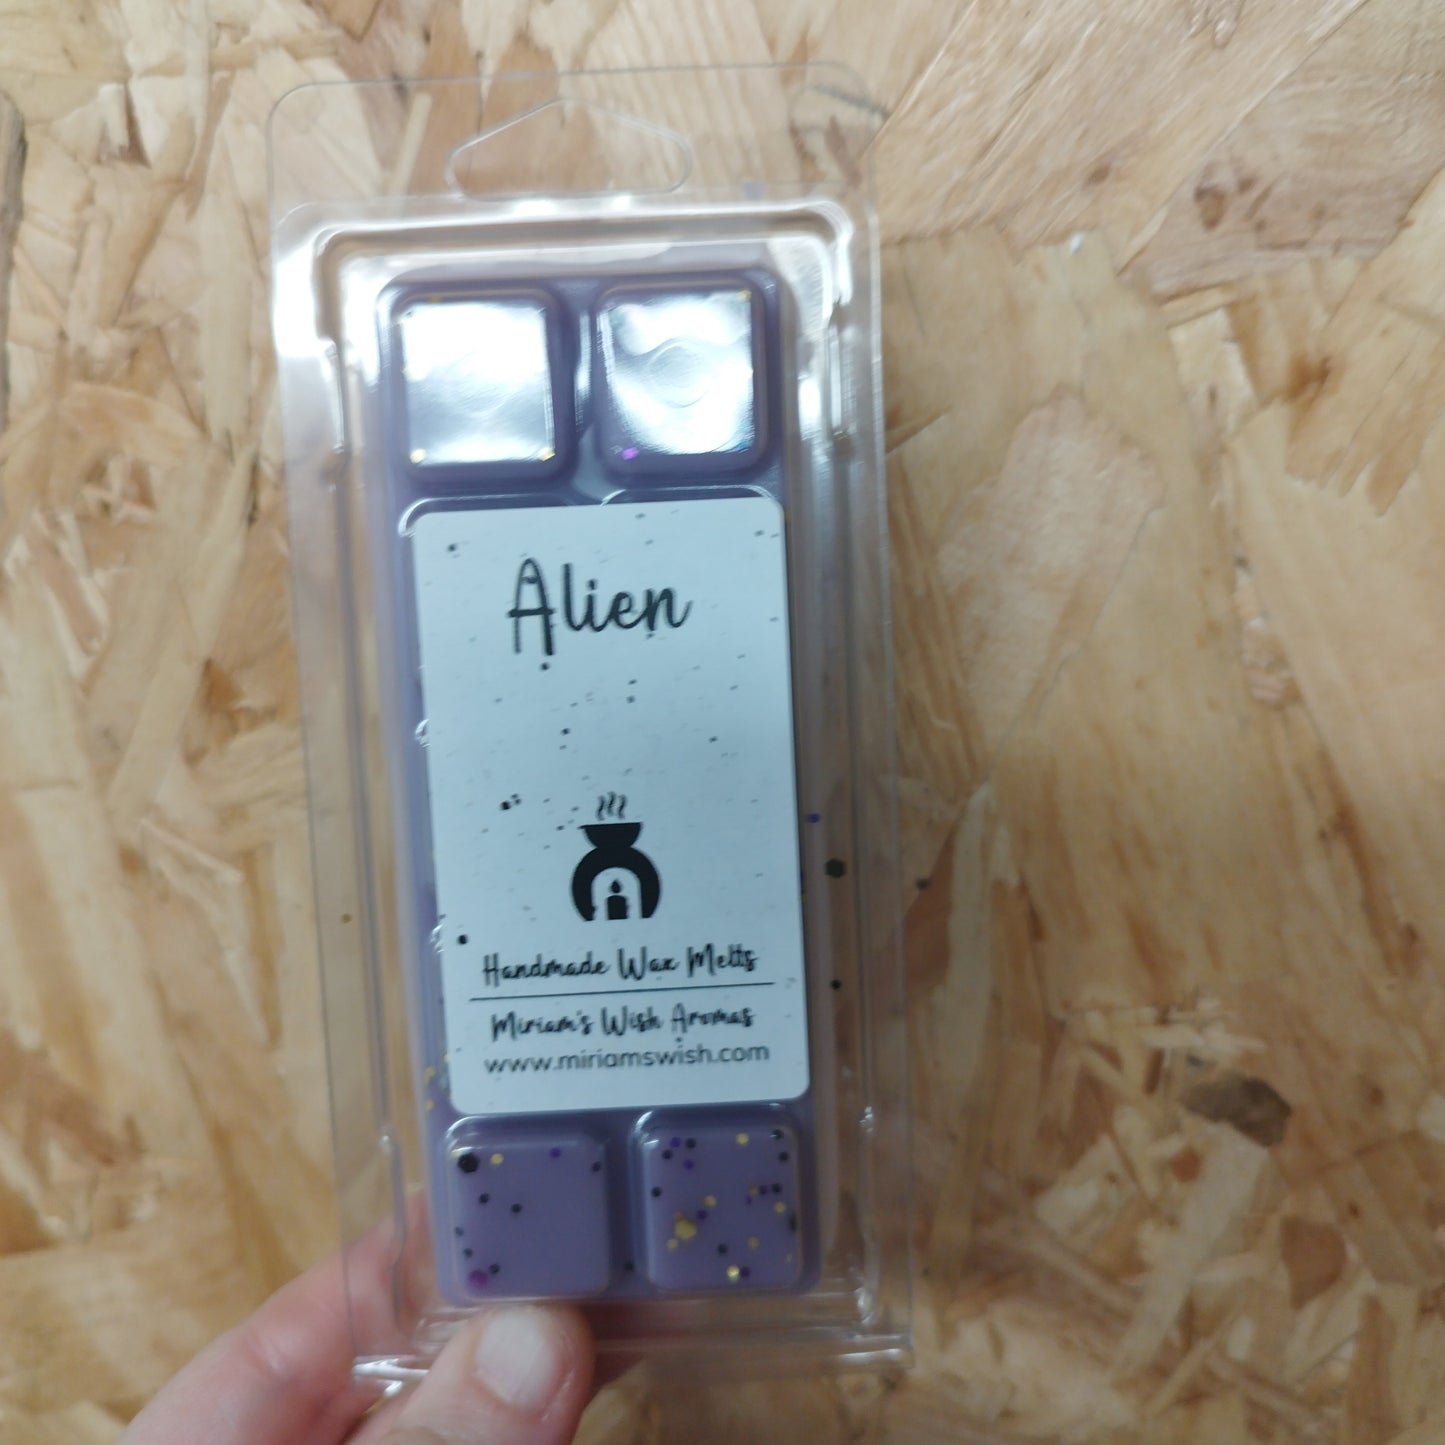 Alien
Handmade Wax Melts
Miriam's Wish Aromas
www.miriamswish.com